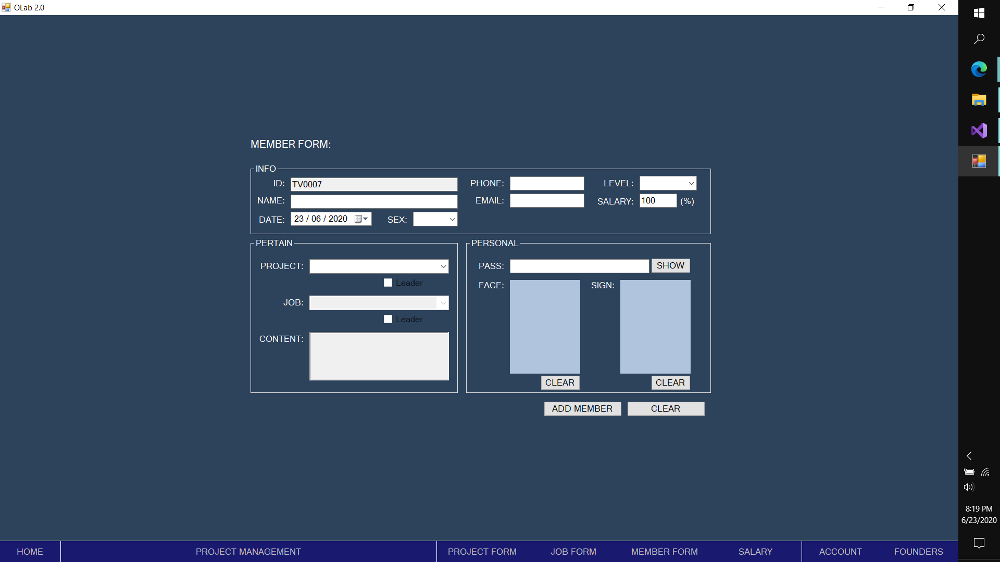 OLab 2.0
MEMBER FORM:
INFO
ID: TV0007 PHONE: LEVEL:
NAME: EMAIL: SALARY: 100 (%)
DATE: 23 / 06 / 2020 SEX:
PERTAIN
PROJECT:
Leader
JOB:
Leader
CONTENT:
PERSONAL
PASS: SHOW
FACE: SIGN:
CLEAR CLEAR
ADD MEMBER CLEAR
HOME PROJECT MANAGEMENT PROJECT FORM JOB FORM MEMBER FORM SALARY ACCOUNT FOUNDERS
8:19 PM
6/23/2020